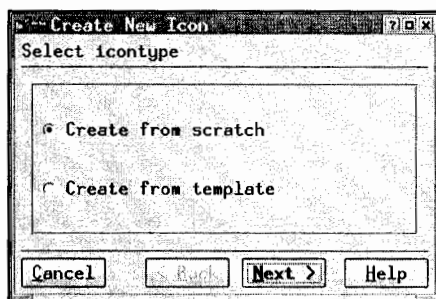 Create New Icon
Select icontype
Create from scratch
Create from template
Cancel < Back Next > Help